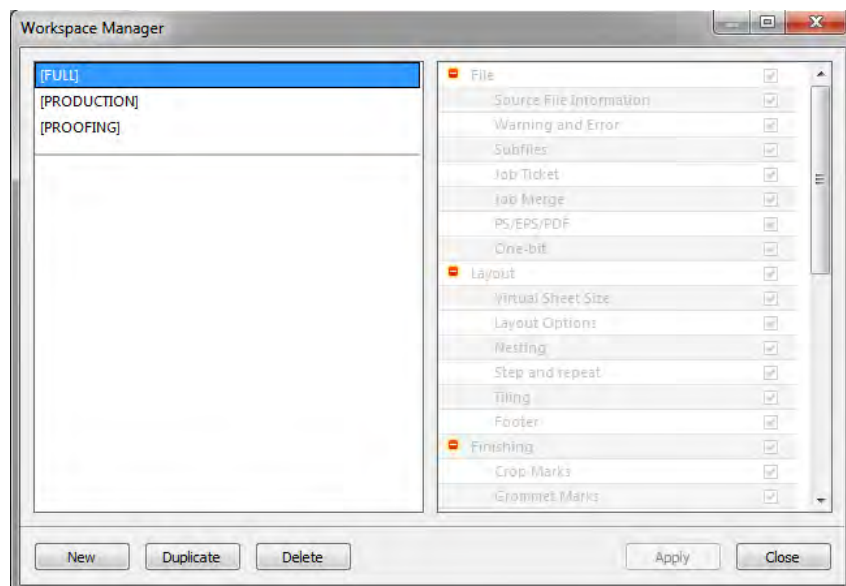 Workspace Manager
[FULL]
[PRODUCTION]
[PROOFING]
File
Source File Information
Warning and Error
Subfiles
Job Ticket
Job Merge
PS/EPS/PDF
One-bit
Layout
Virtual Sheet Size
Layout Options
Nesting
Step and repeat
Tiling
Footer
Finishing
Crop Marks
Grommet Marks
New
Duplicate
Delete
Apply
Close